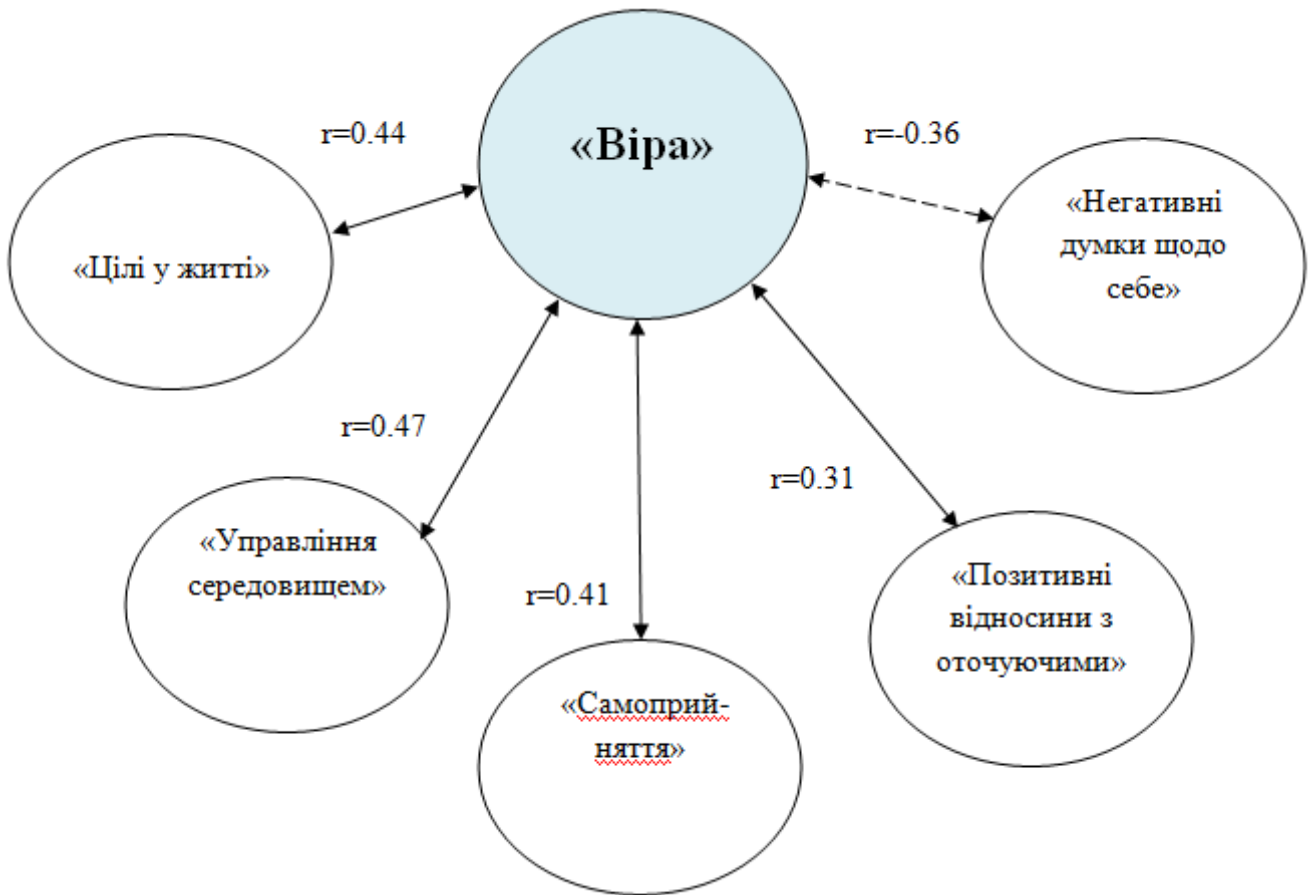 «Віра»
r=0.44
r=-0.36
«Цілі у житті»
«Негативні
думки щодо
себе»
r=0.47
r=0.31
«Управління
середовищем»
r=0.41
«Позитивні
відносини з
оточуючими»
«Самоприй-
няття»